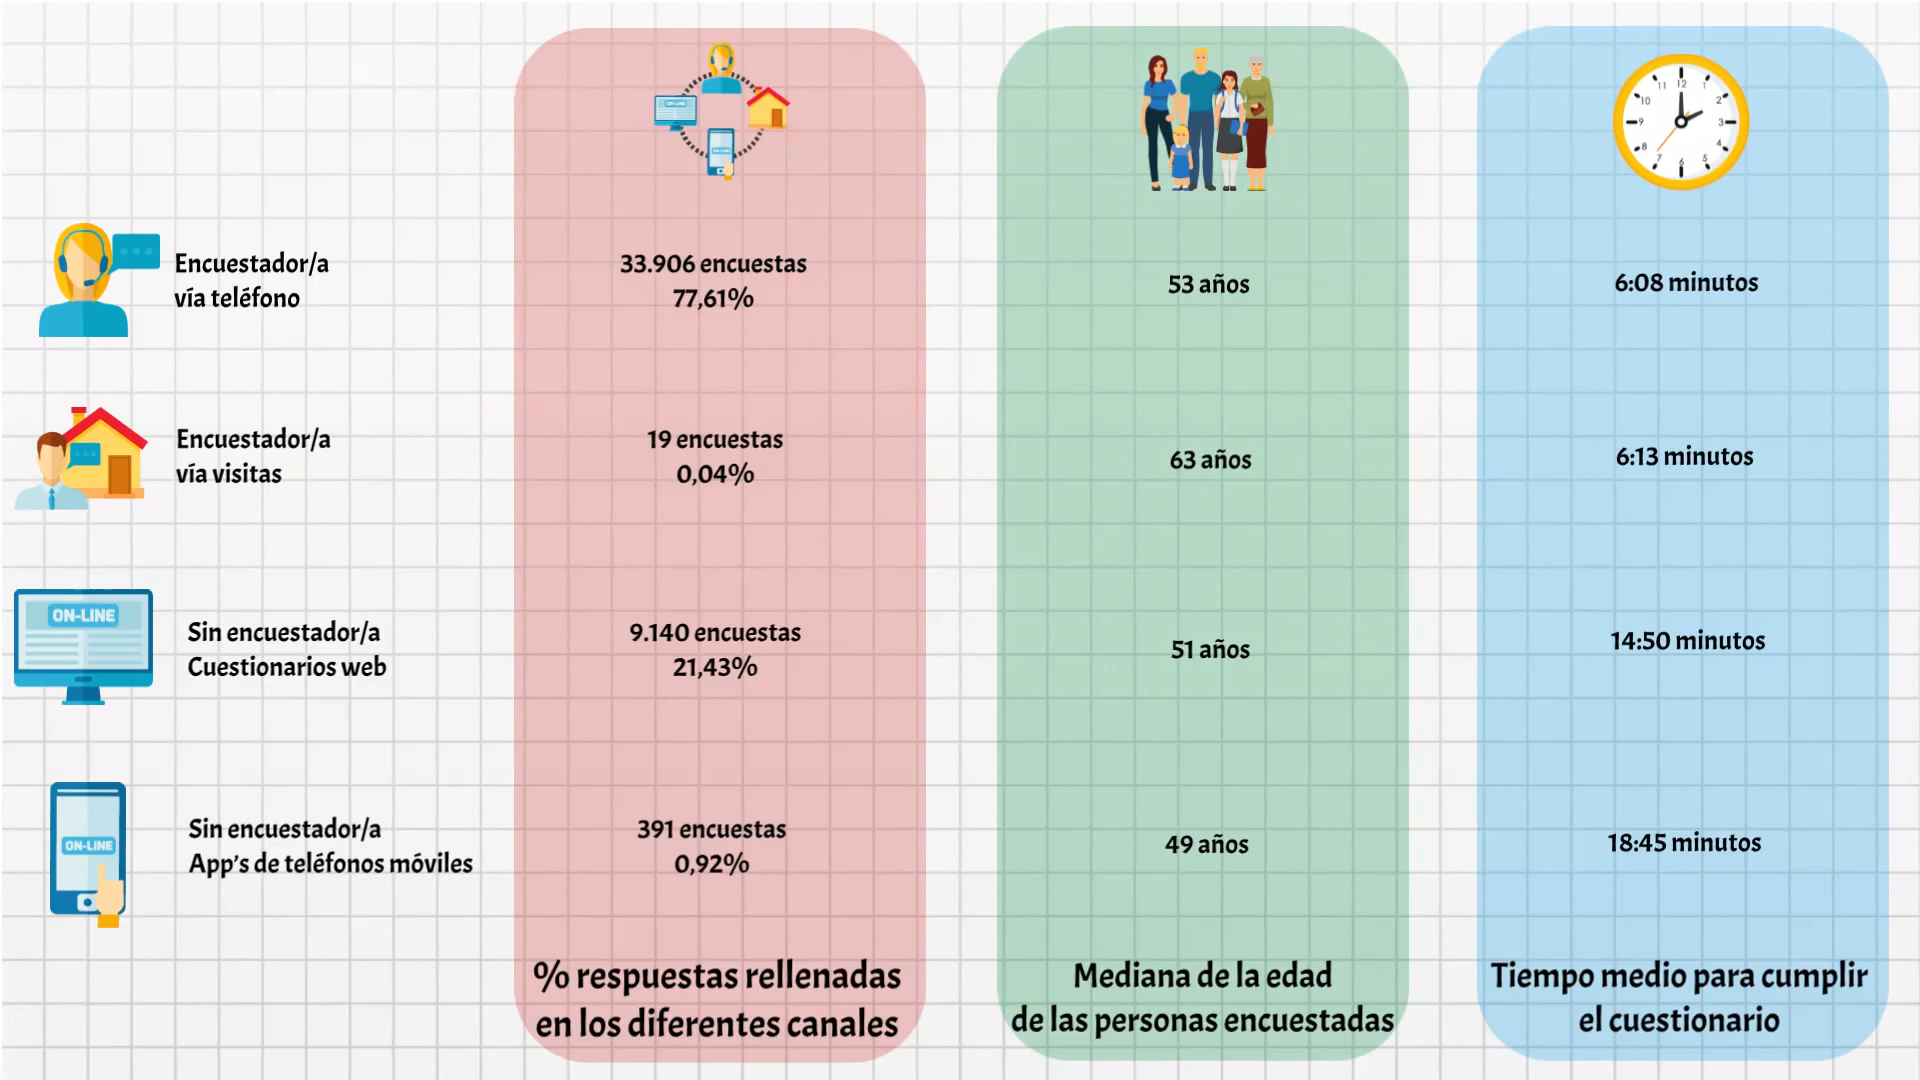 Encuestador/a
vía teléfono
33.906 encuestas
77,61%
53 años
6:08 minutos
Encuestador/a
vía visitas
19 encuestas
0,04%
63 años
6:13 minutos
ON-LINE
Sin encuestador/a
Cuestionarios web
9.140 encuestas
21,43%
51 años
14:50 minutos
ON-LINE
Sin encuestador/a
App's de teléfonos móviles
391 encuestas
0,92%
49 años
18:45 minutos
% respuestas rellenadas
en los diferentes canales
Mediana de la edad
de las personas encuestadas
Tiempo medio para cumplir
el cuestionario